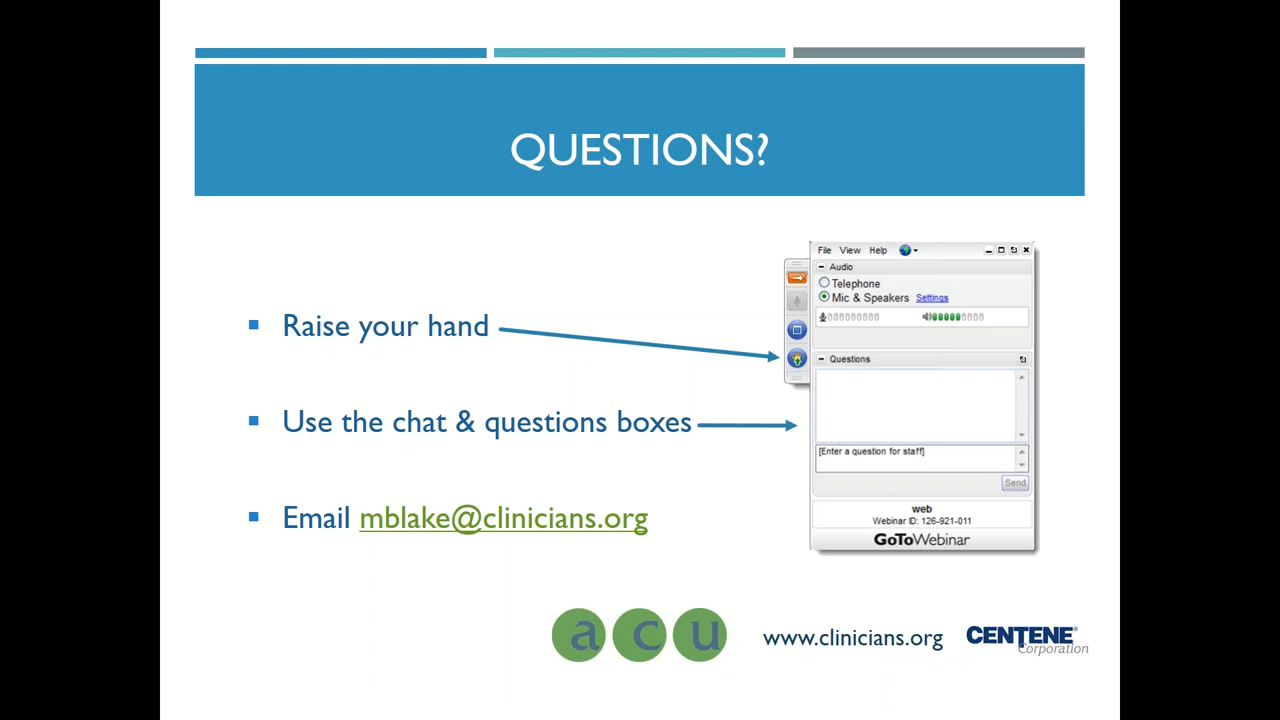 QUESTIONS?
▪ Raise your hand
▪ Use the chat & questions boxes
▪ Email mblake@clinicians.org
File View Help
Audio
Telephone
Mic & Speakers Settings
Questions
[Enter a question for staff]
Send
web
Webinar ID: 126-921-011
GoToWebinar
acu
www.clinicians.org
CENTENE®
Corporation